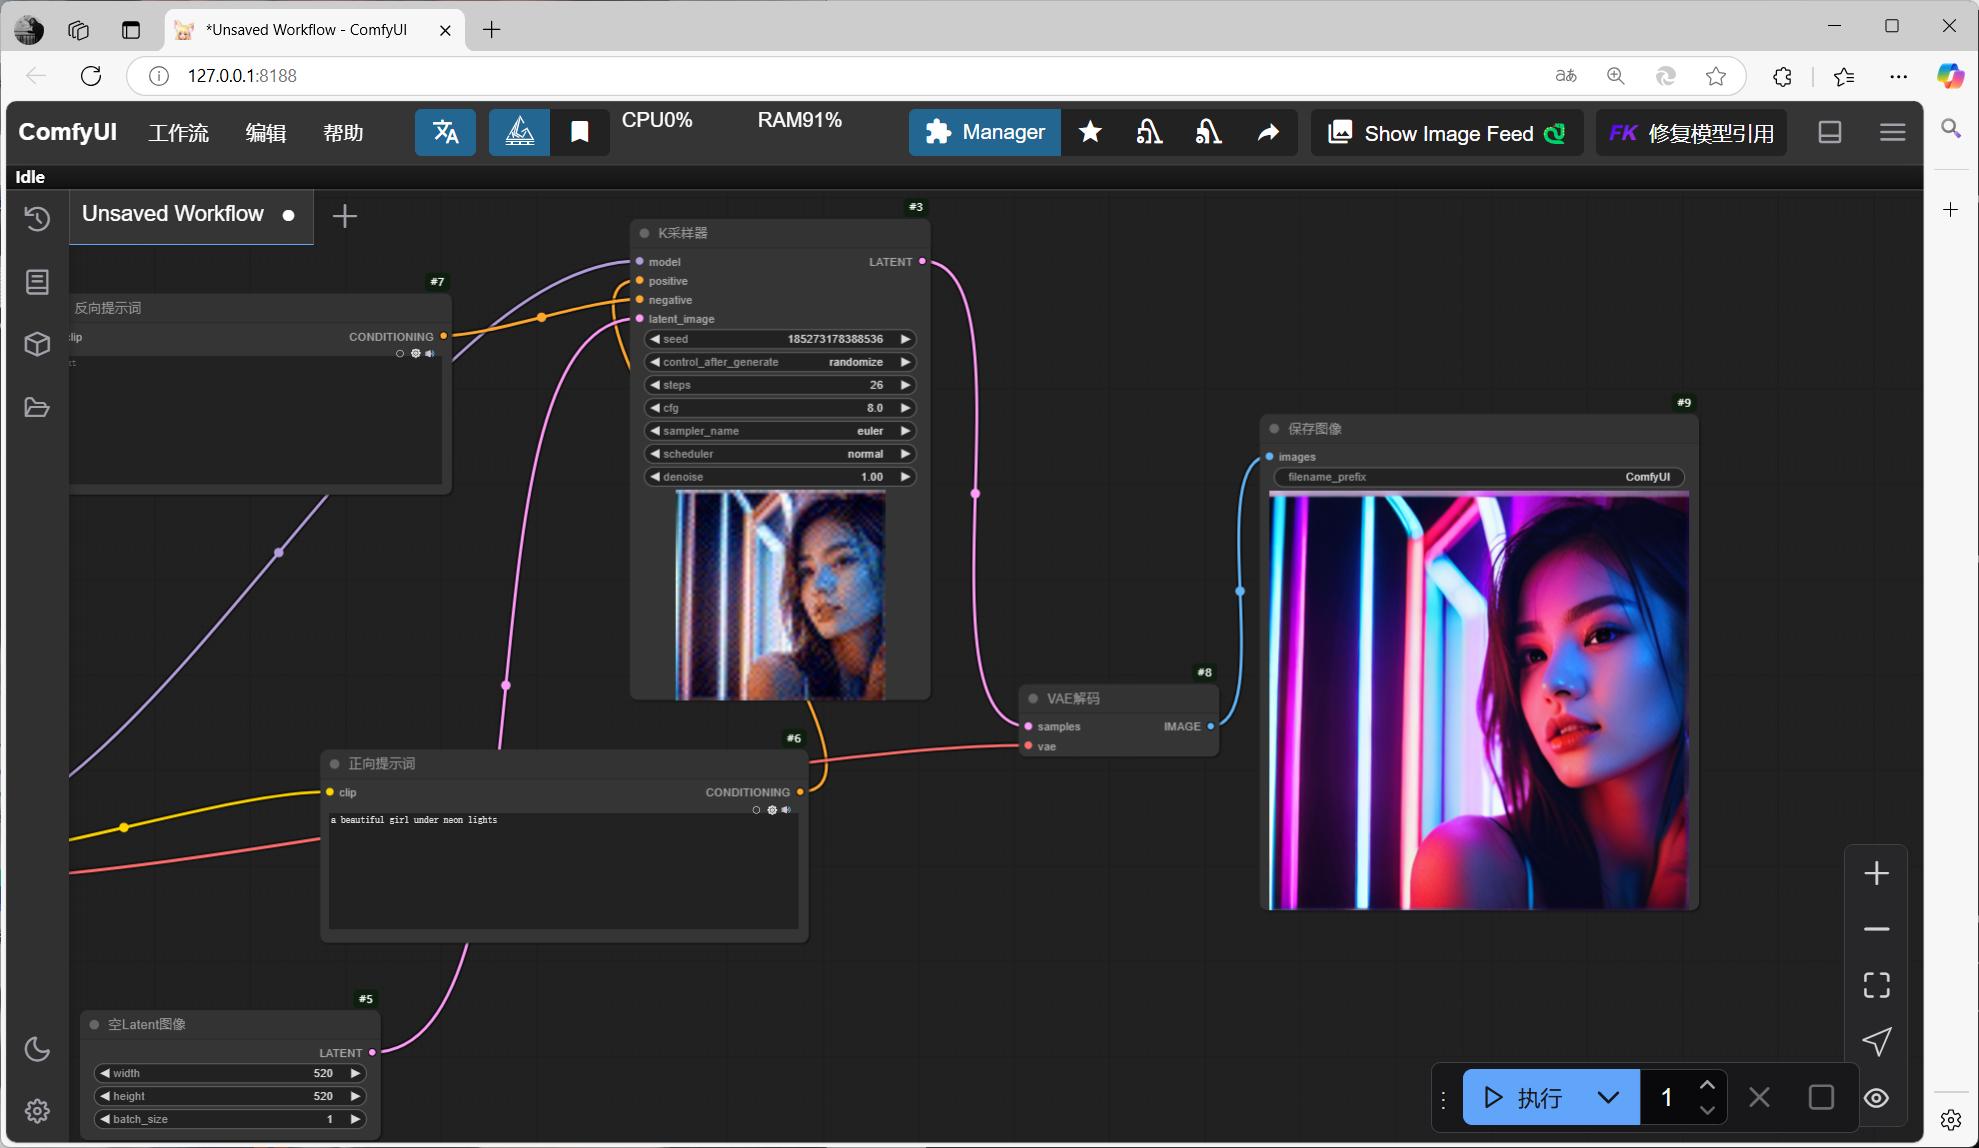 *Unsaved Workflow - ComfyUI
127.0.0.1:8188
ComfyUI 工作流 编辑 帮助 CPU0% RAM91% Manager Show Image Feed FK 修复模型引用
Idle
Unsaved Workflow
#3
K采样器
model LATENT
positive
negative
latent_image
seed 185273178388536
control_after_generate randomize
steps 26
cfg 8.0
sampler_name euler
scheduler normal
denoise 1.00
#7
反向提示词
clip CONDITIONING
#9
保存图像
images
filename_prefix ComfyUI
#8
VAE解码
samples IMAGE
vae
#6
正向提示词
clip CONDITIONING
a beautiful girl under neon lights
#5
空Latent图像
LATENT
width 520
height 520
batch_size 1
执行 1